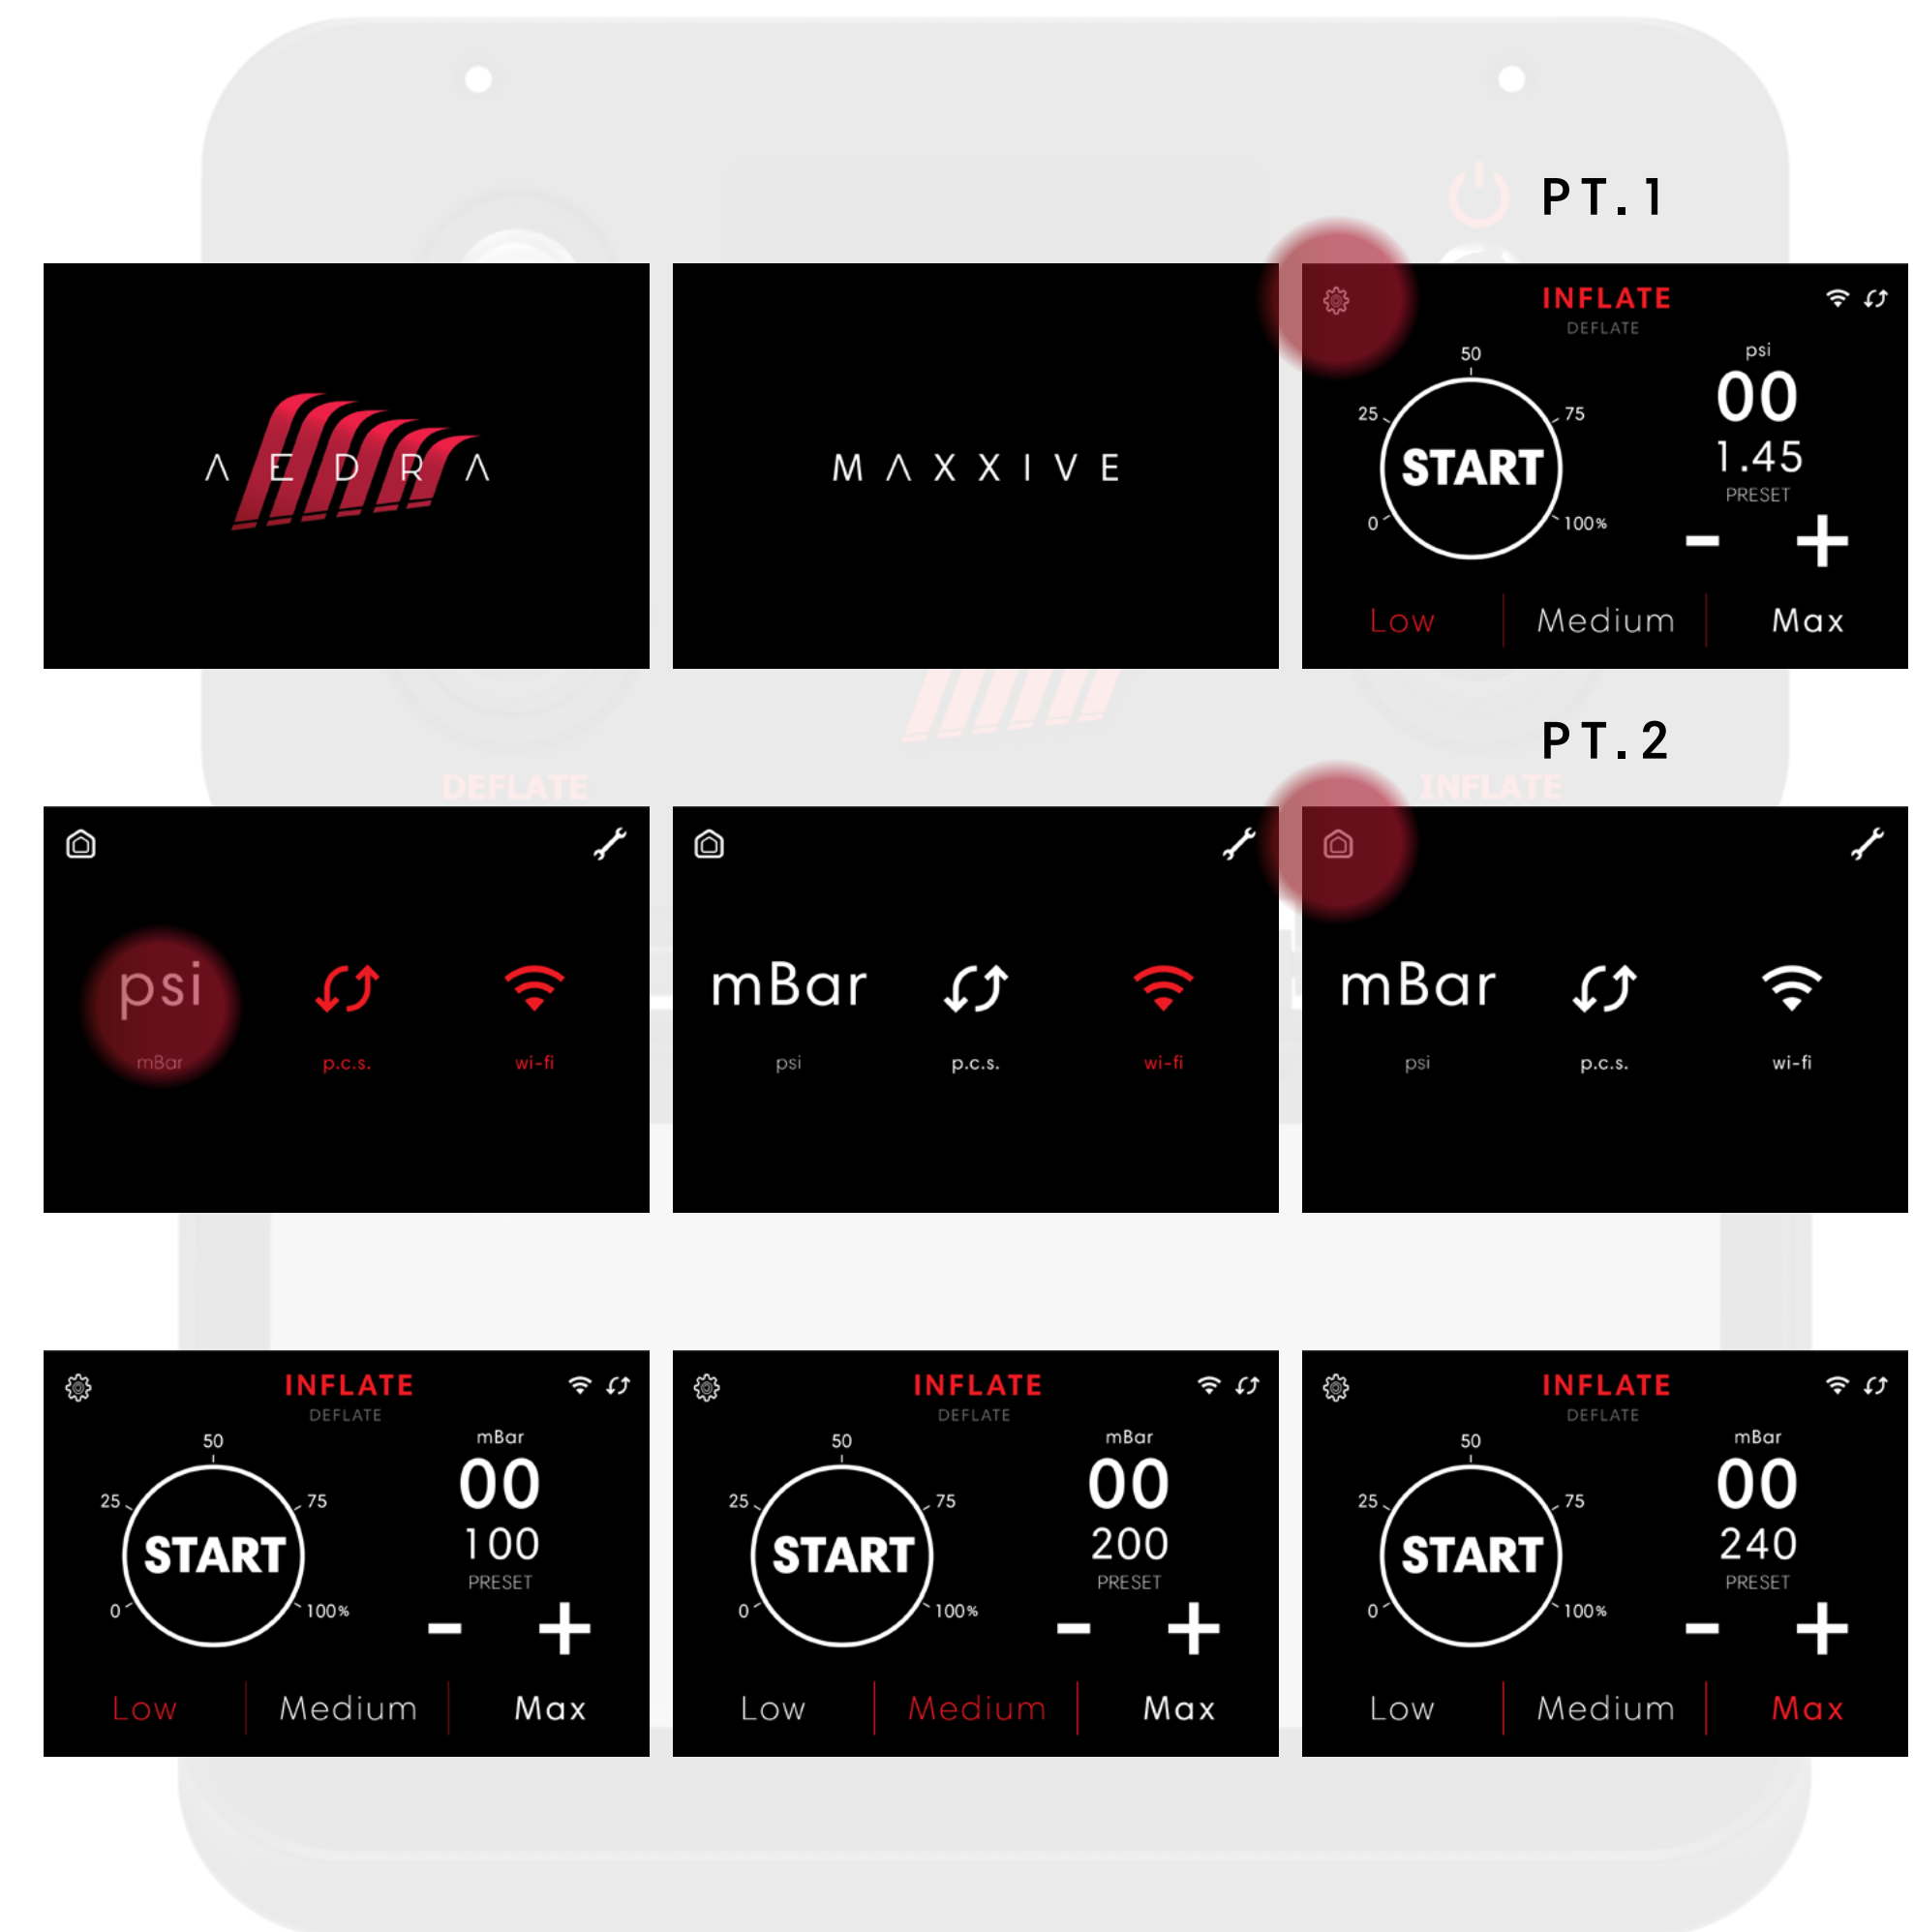 PT.1
AEDRA
MAXXIVE
INFLATE
DEFLATE
50
25
75
START
0
100%
psi
00
1.45
PRESET
- +
Low Medium Max
PT.2
DEFLATE
INFLATE
psi
mBar
p.c.s.
wi-fi
mBar
psi
p.c.s.
wi-fi
mBar
psi
p.c.s.
wi-fi
INFLATE
DEFLATE
50
25
75
START
0
100%
mBar
00
100
PRESET
- +
Low Medium Max
INFLATE
DEFLATE
50
25
75
START
0
100%
mBar
00
200
PRESET
- +
Low Medium Max
INFLATE
DEFLATE
50
25
75
START
0
100%
mBar
00
240
PRESET
- +
Low Medium Max